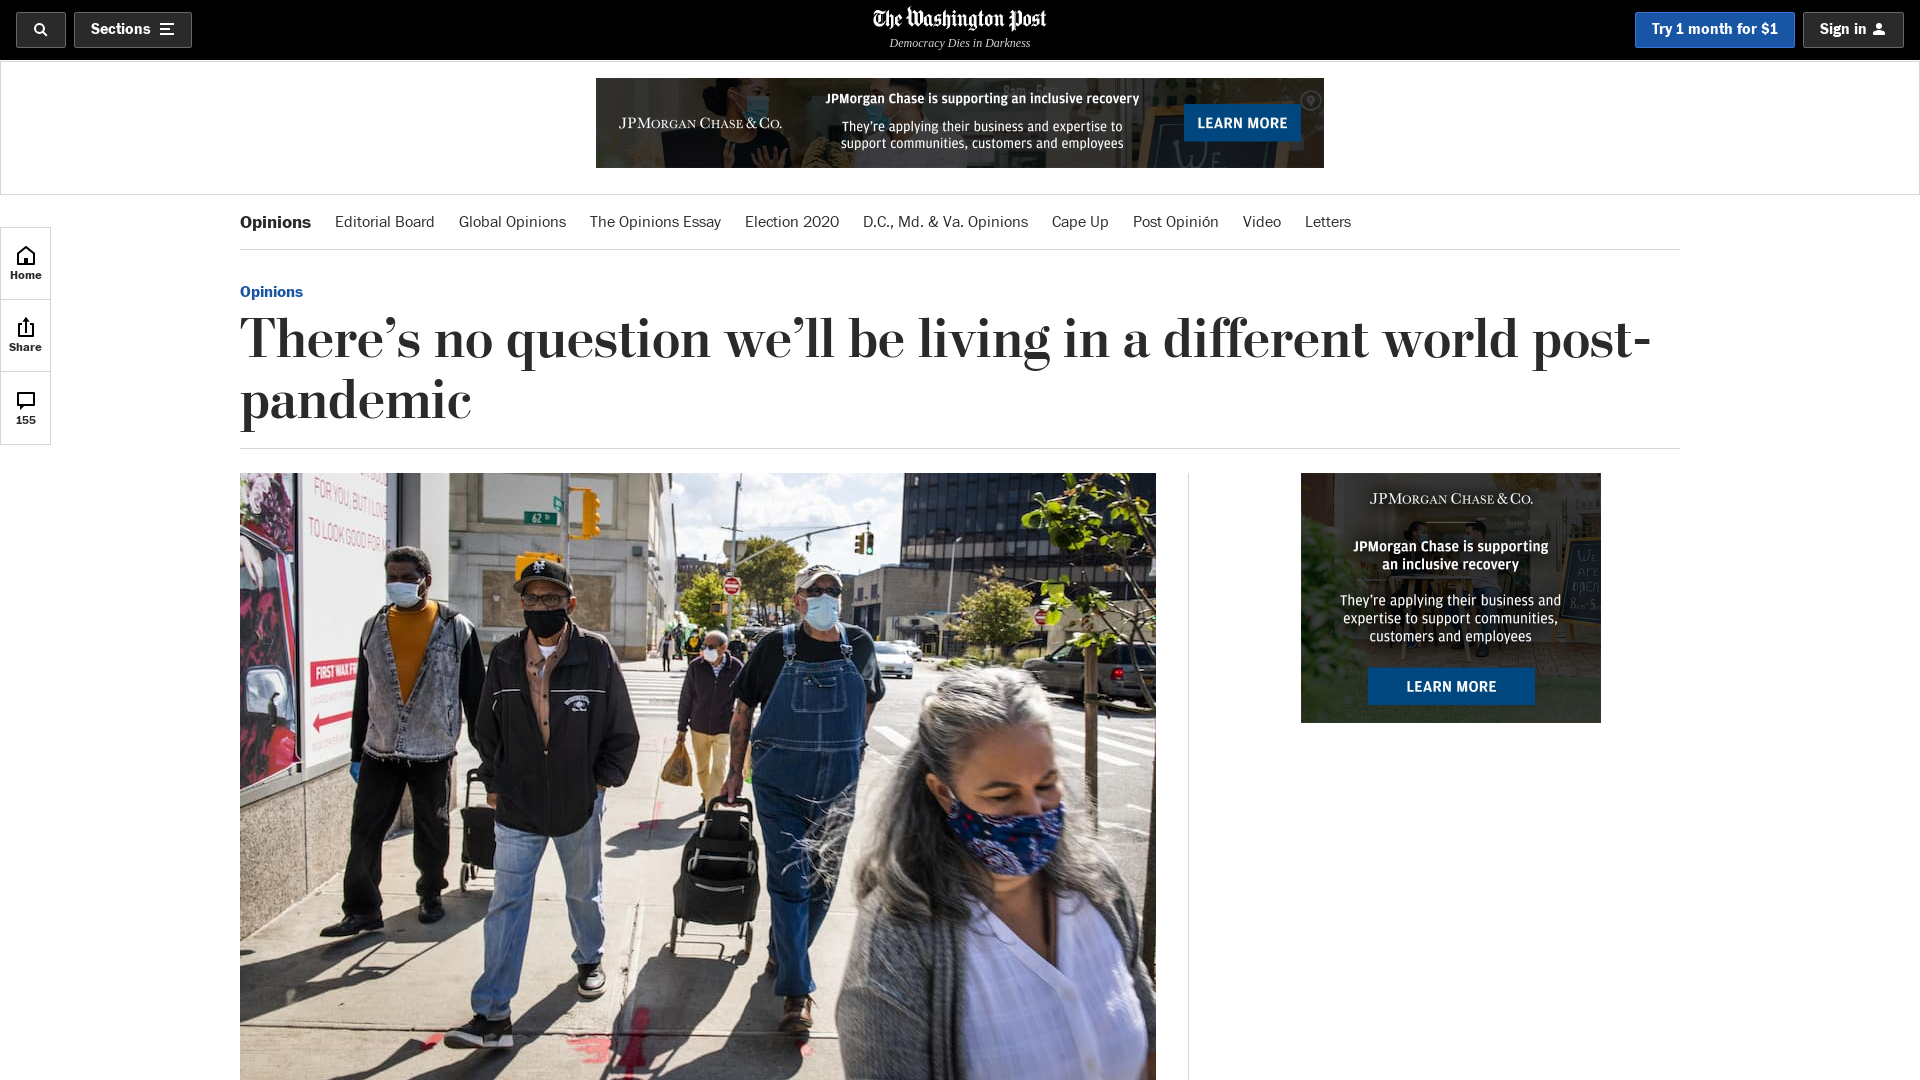 Sections
The Washington Post
Democracy Dies in Darkness
Try 1 month for $1
Sign in
JPMORGAN CHASE & CO.
JPMorgan Chase is supporting an inclusive recovery
They're applying their business and expertise to
support communities, customers and employees
LEARN MORE
Opinions
Editorial Board
Global Opinions
The Opinions Essay
Election 2020
D.C., Md. & Va. Opinions
Cape Up
Post Opinión
Video
Letters
Home
Share
155
Opinions
There’s no question we’ll be living in a different world post-
pandemic
FOR YOU, BUT I LOVE
TO LOOK GOOD FOR
62 D
FIRST WAX
JPMORGAN CHASE & CO.
JPMorgan Chase is supporting
an inclusive recovery
They're applying their business and
expertise to support communities,
customers and employees
LEARN MORE
WE
ARE
OPEN